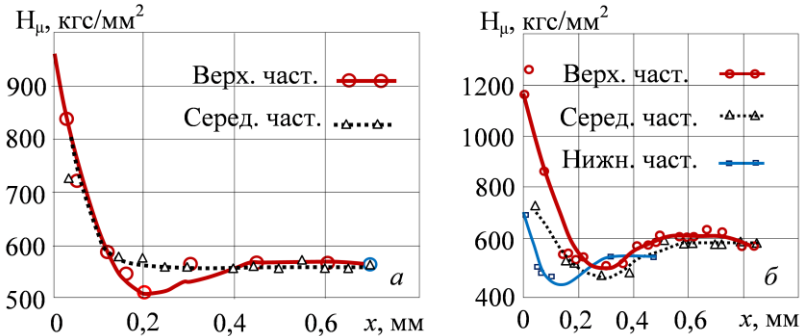 Hμ, кгс/мм²
900
800
700
600
500
0
0,2
0,4
0,6
x, мм
Верх. част.
Серед. част.
а
Hμ, кгс/мм²
1200
1000
800
600
400
0
0,2
0,4
0,6
x, мм
Верх. част.
Серед. част.
Нижн. част.
б